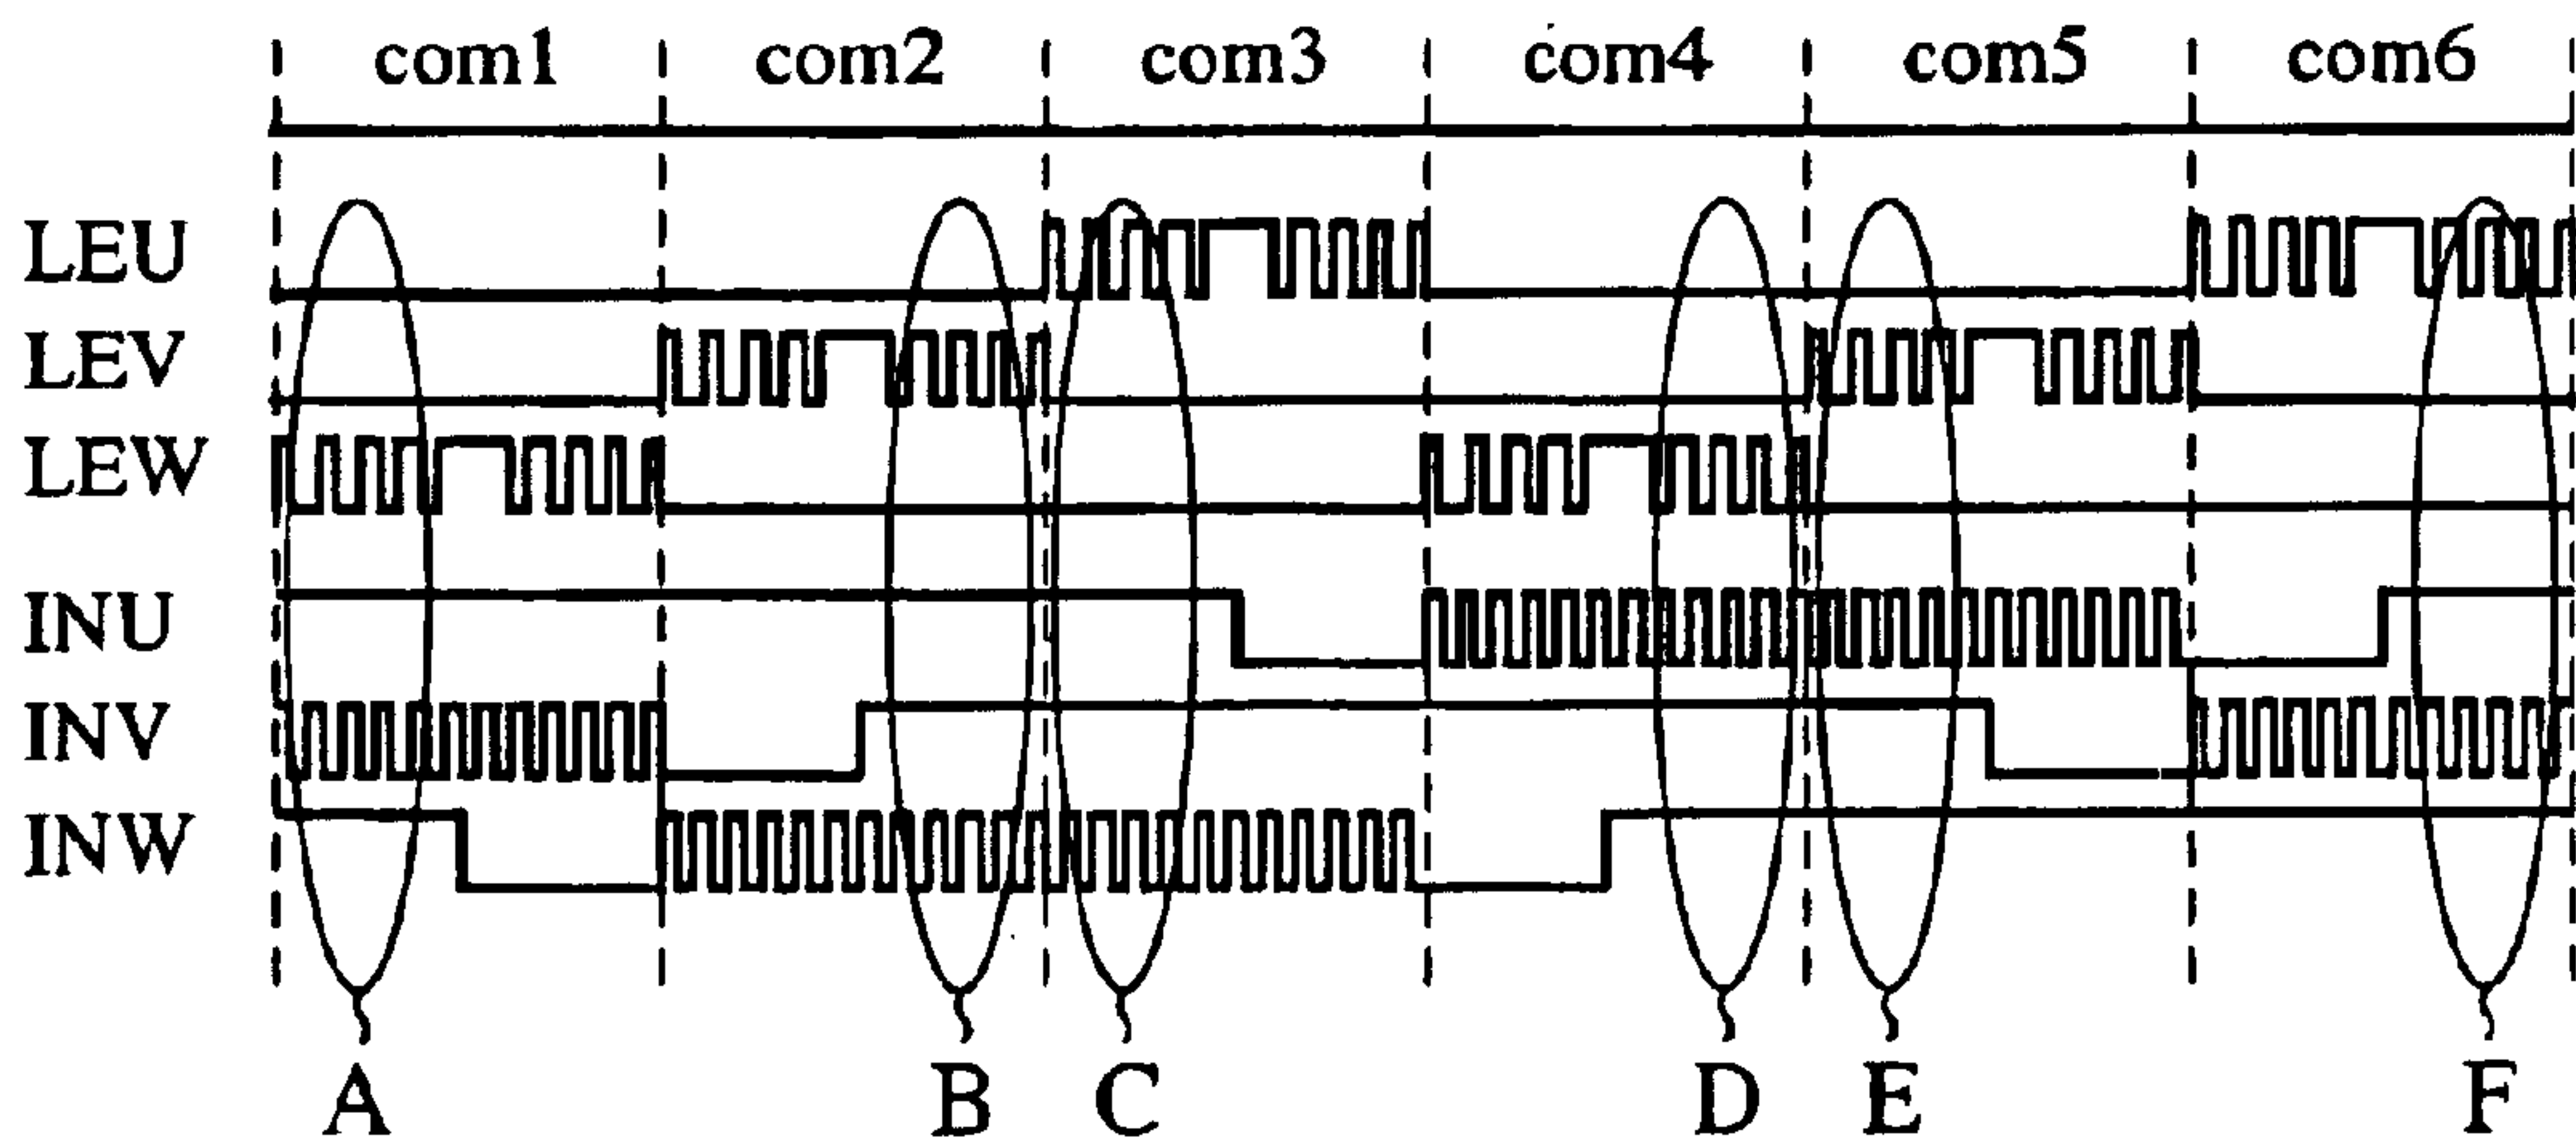 com1 com2 com3 com4 com5 com6
LEU
LEV
LEW
INU
INV
INW
A B C D E F